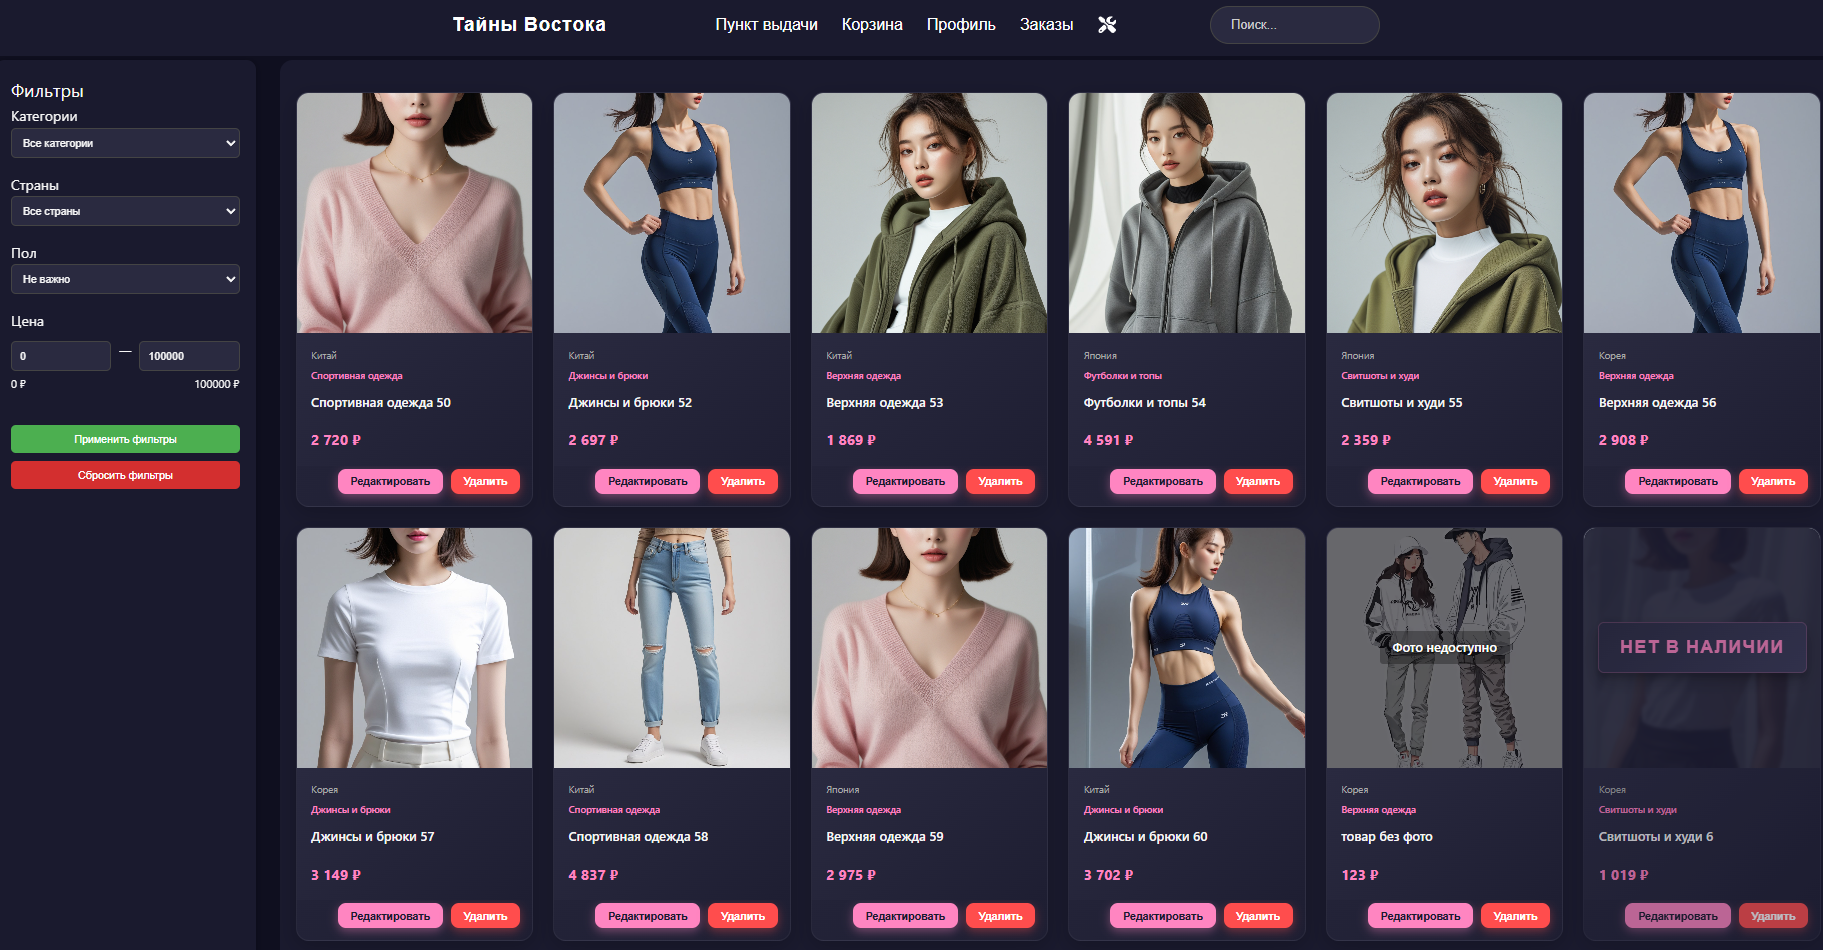 Тайны Востока
Пункт выдачи Корзина Профиль Заказы
Поиск...
Фильтры
Категории
Все категории
Страны
Все страны
Пол
Не важно
Цена
0 — 100000
0 ₽ 100000 ₽
Применить фильтры
Сбросить фильтры
Китай
Спортивная одежда
Спортивная одежда 50
2 720 ₽
Редактировать Удалить
Китай
Джинсы и брюки
Джинсы и брюки 52
2 697 ₽
Редактировать Удалить
Китай
Верхняя одежда
Верхняя одежда 53
1 869 ₽
Редактировать Удалить
Япония
Футболки и топы
Футболки и топы 54
4 591 ₽
Редактировать Удалить
Япония
Свитшоты и худи
Свитшоты и худи 55
2 359 ₽
Редактировать Удалить
Корея
Верхняя одежда
Верхняя одежда 56
2 908 ₽
Редактировать Удалить
Корея
Джинсы и брюки
Джинсы и брюки 57
3 149 ₽
Редактировать Удалить
Китай
Спортивная одежда
Спортивная одежда 58
4 837 ₽
Редактировать Удалить
Япония
Верхняя одежда
Верхняя одежда 59
2 975 ₽
Редактировать Удалить
Китай
Джинсы и брюки
Джинсы и брюки 60
3 702 ₽
Редактировать Удалить
Фото недоступно
Корея
Верхняя одежда
товар без фото
123 ₽
Редактировать Удалить
НЕТ В НАЛИЧИИ
Корея
Свитшоты и худи
Свитшоты и худи 6
1 019 ₽
Редактировать Удалить